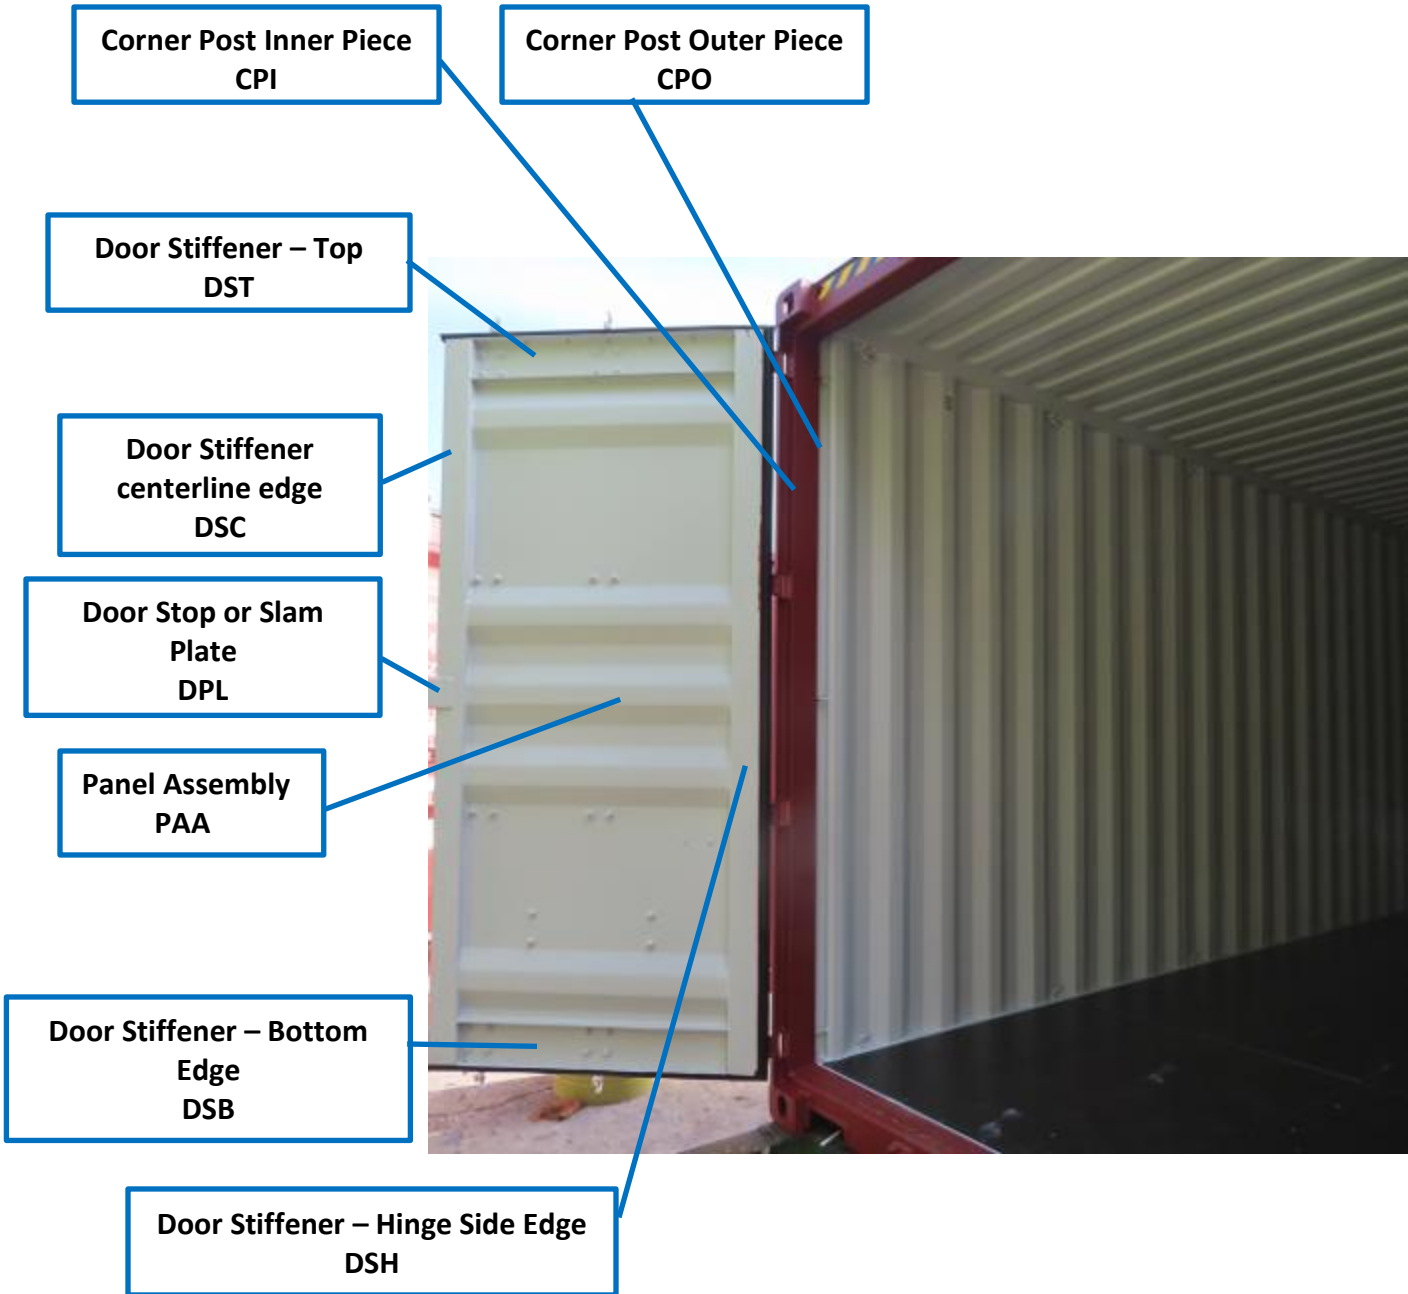 Corner Post Inner Piece
CPI
Corner Post Outer Piece
CPO
Door Stiffener – Top
DST
Door Stiffener
centerline edge
DSC
Door Stop or Slam
Plate
DPL
Panel Assembly
PAA
Door Stiffener – Bottom
Edge
DSB
Door Stiffener – Hinge Side Edge
DSH